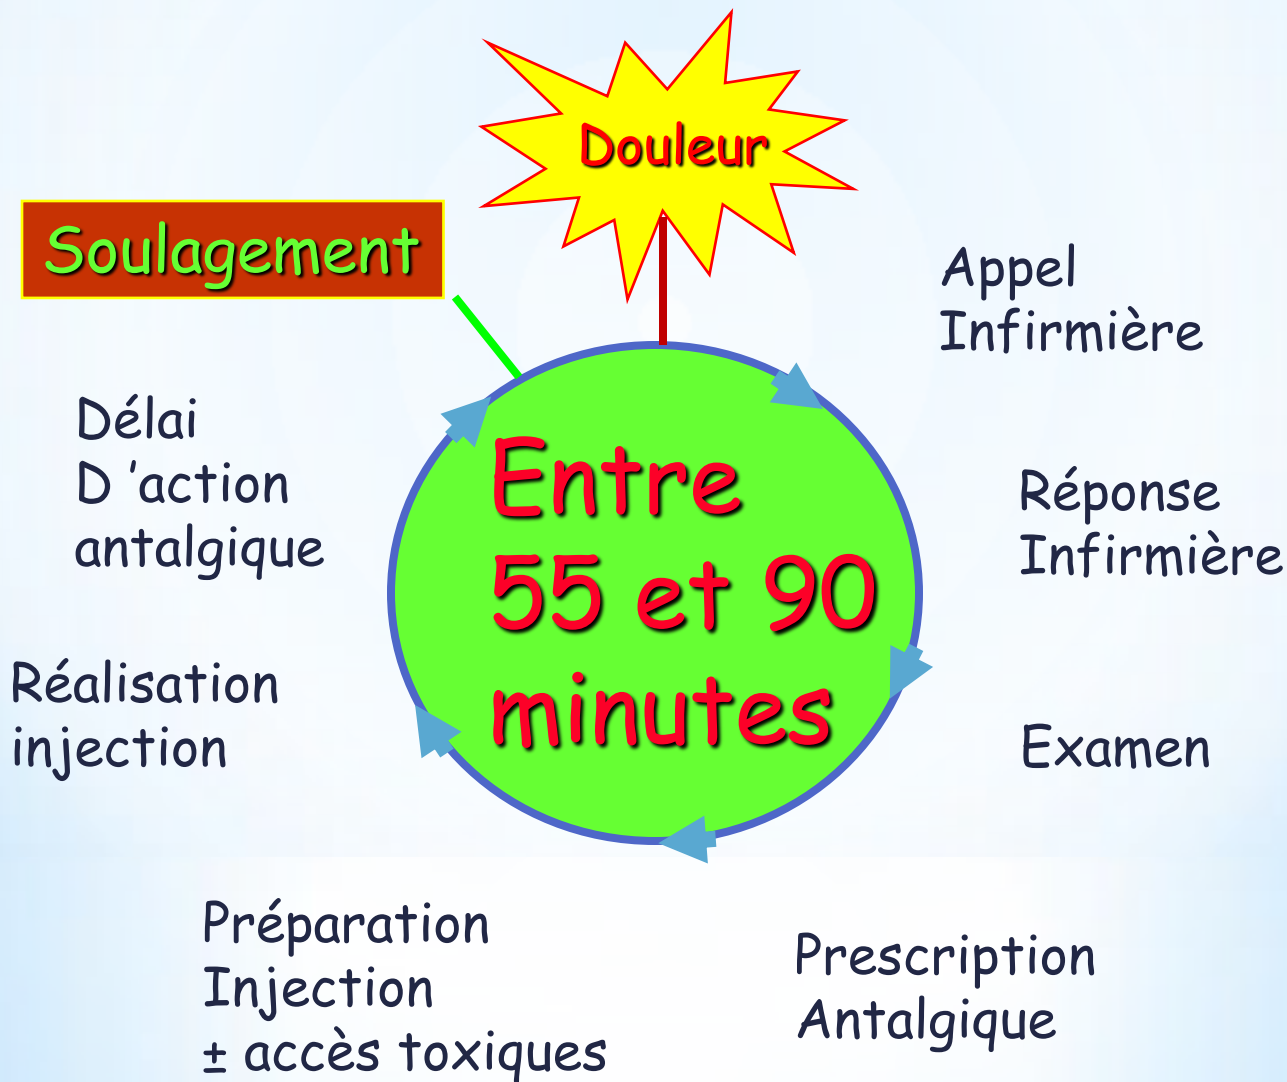 Douleur
Soulagement
Appel
Infirmière
Réponse
Infirmière
Examen
Prescription
Antalgique
Préparation
Injection
± accès toxiques
Réalisation
injection
Délai
D ’action
antalgique
Entre
55 et 90
minutes